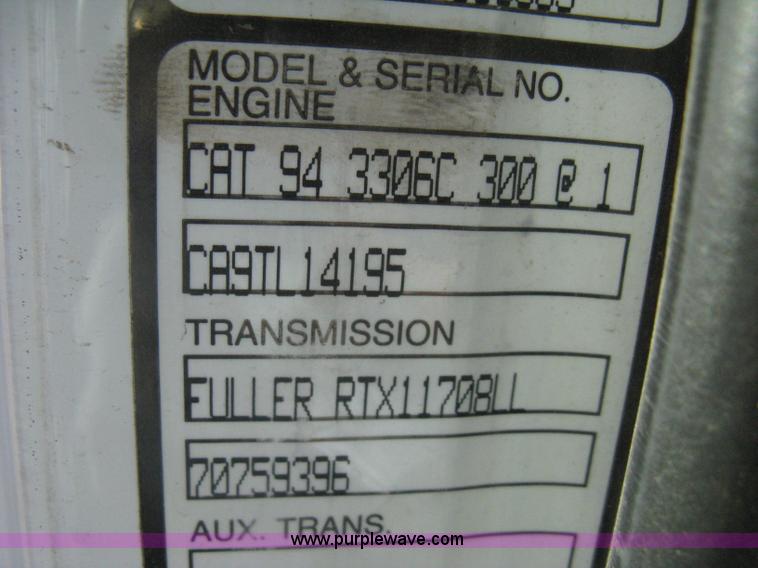 MODEL & SERIAL NO.
ENGINE
CAT 94 3306C 300 @ 1
CA9TL14195
TRANSMISSION
FULLER RTX11708LL
70759396
AUX. TRANS.
www.purplewave.com